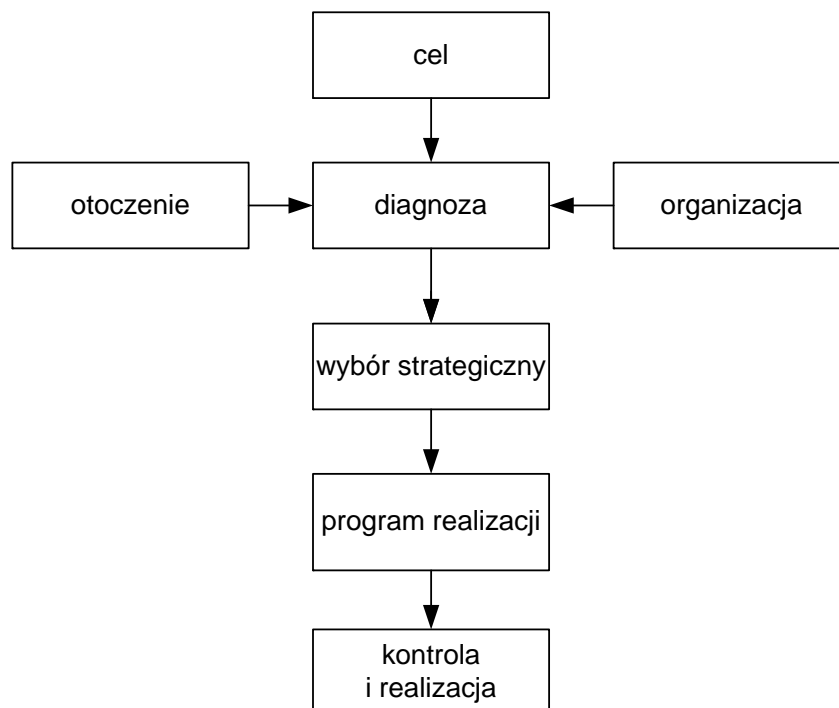 cel
otoczenie
diagnoza
organizacja
wybór strategiczny
program realizacji
kontrola
i realizacja